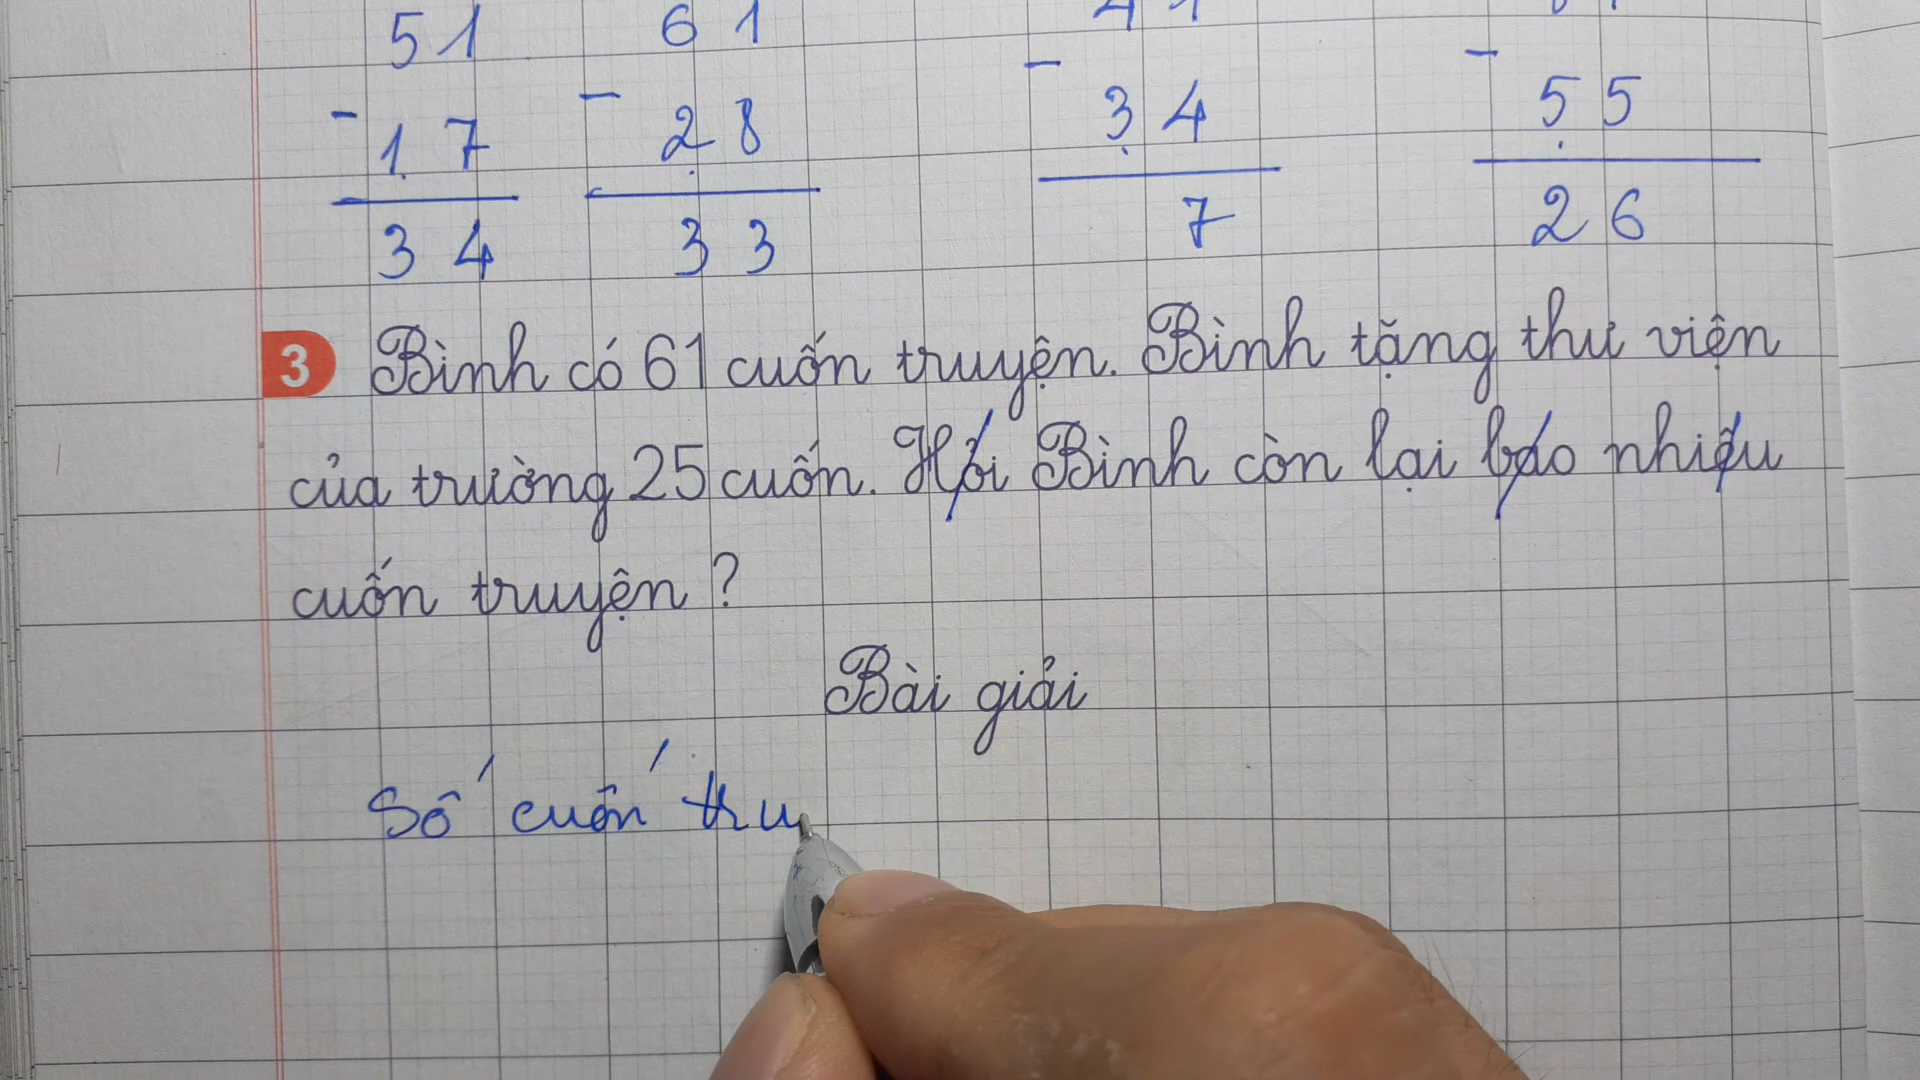 51 61 41
- - - -
17 28 34 55
34 33 7 26
3 Bình có 61 cuốn truyện. Bình tặng thư viện
của trường 25 cuốn. Hỏi Bình còn lại bao nhiêu
cuốn truyện?
Bài giải
Số cuốn tru